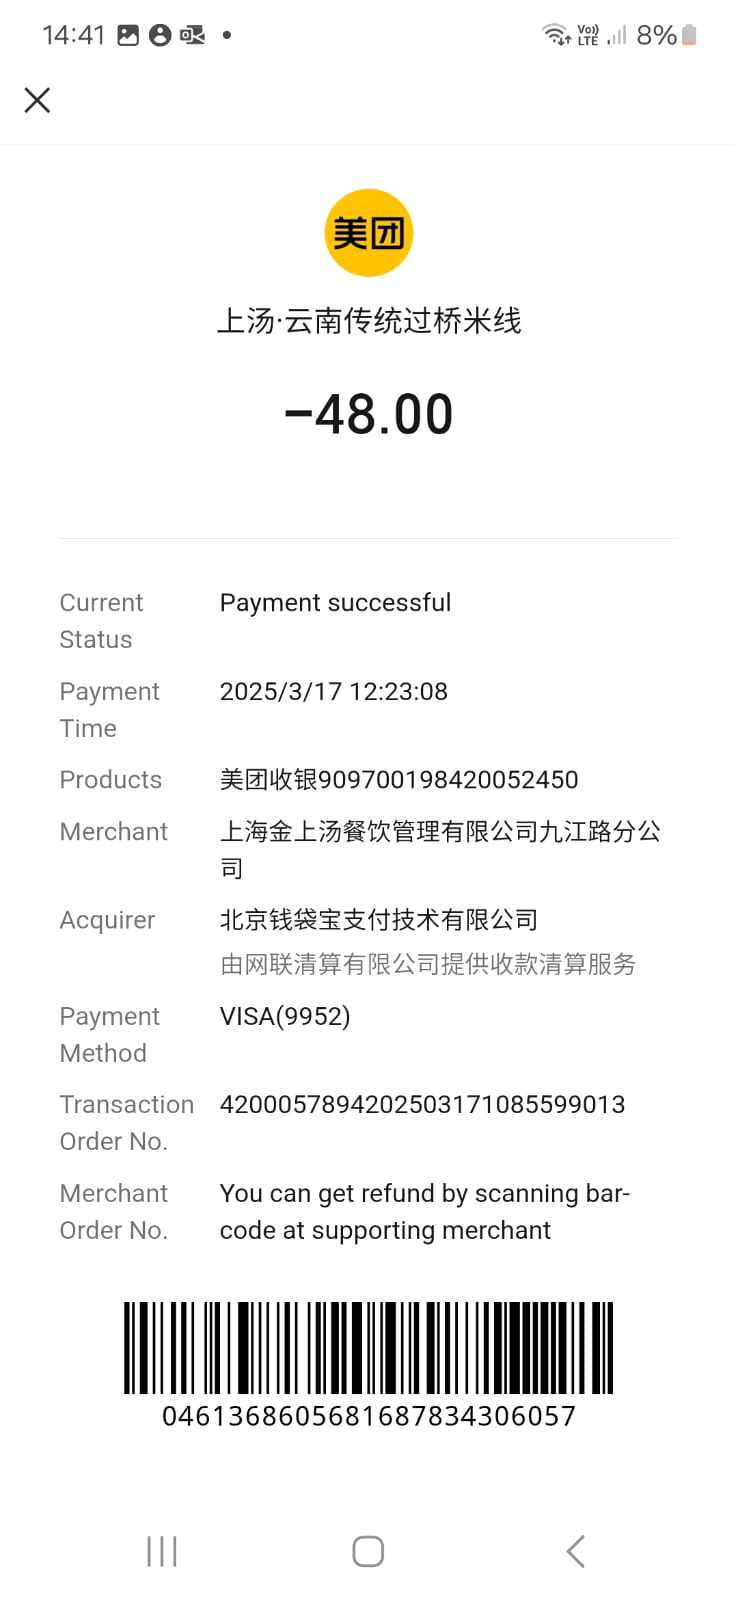 14:41
Vo)) LTE 8%
美团
上汤·云南传统过桥米线
-48.00
Current Status
Payment successful
Payment Time
2025/3/17 12:23:08
Products
美团收银909700198420052450
Merchant
上海金上汤餐饮管理有限公司九江路分公
司
Acquirer
北京钱袋宝支付技术有限公司
由网联清算有限公司提供收款清算服务
Payment Method
VISA(9952)
Transaction Order No.
4200057894202503171085599013
Merchant Order No.
You can get refund by scanning bar-
code at supporting merchant
0461368605681687834306057